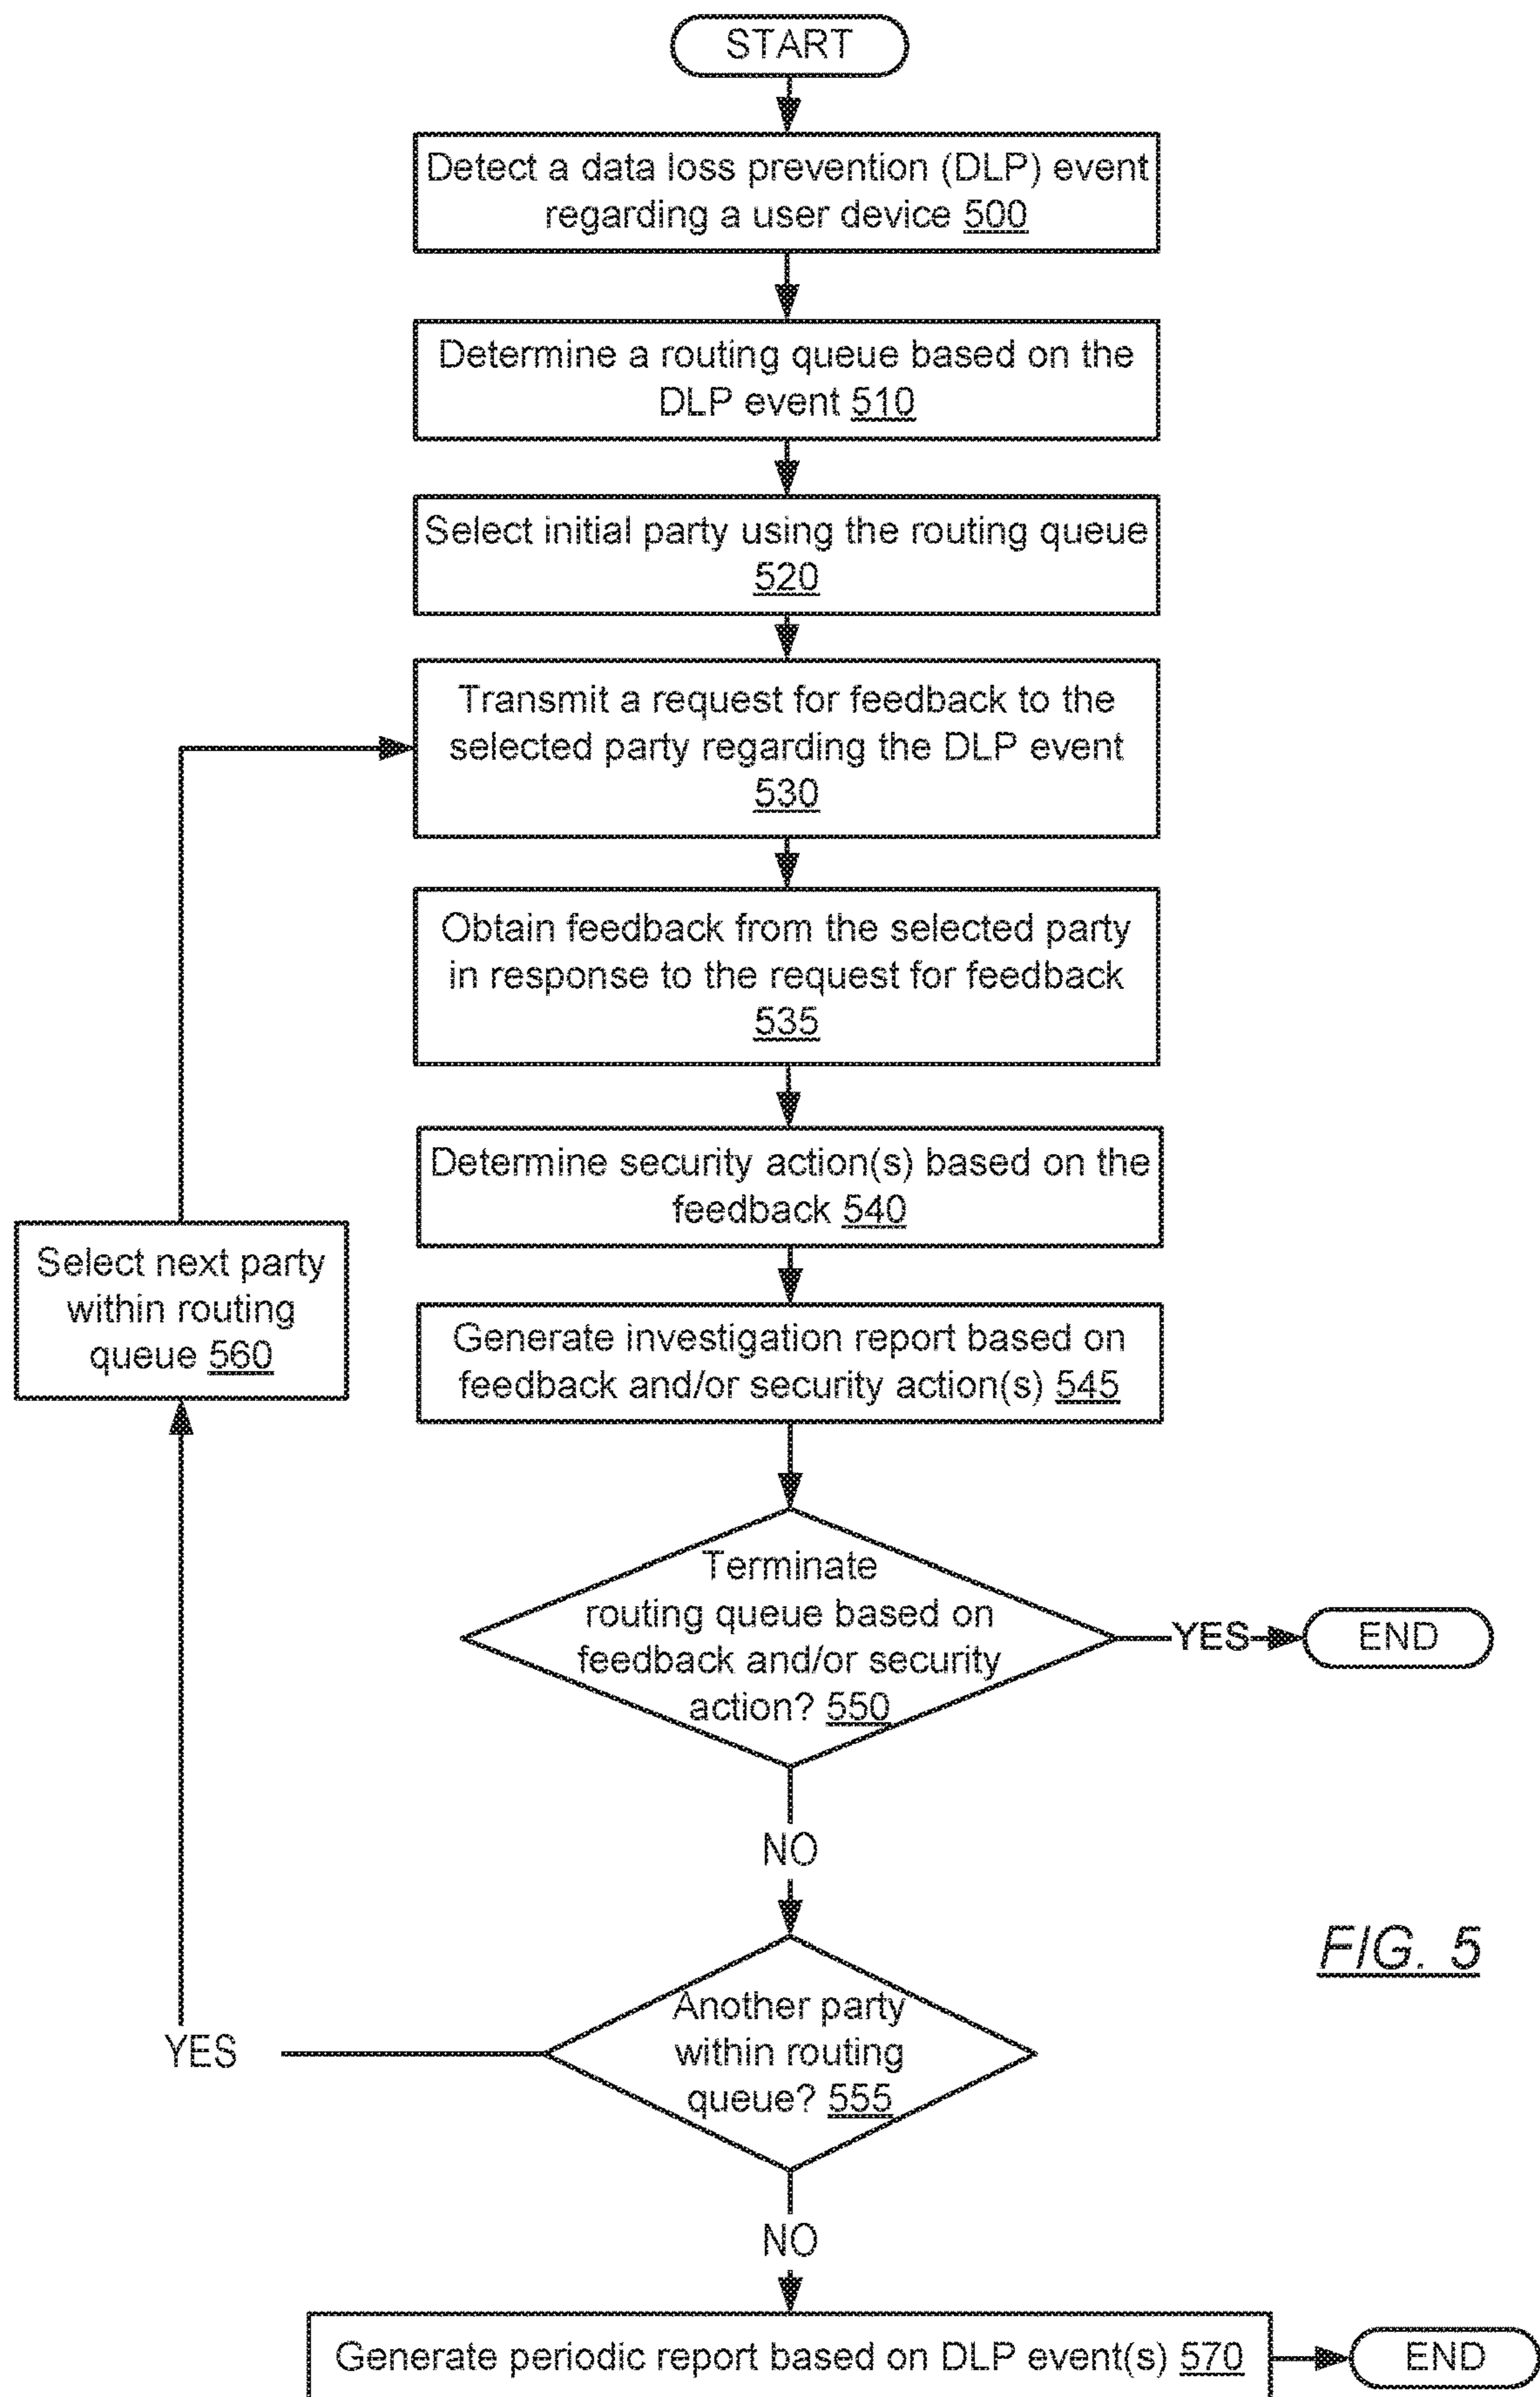 START
Detect a data loss prevention (DLP) event
regarding a user device 500
Determine a routing queue based on the
DLP event 510
Select initial party using the routing queue
520
Transmit a request for feedback to the
selected party regarding the DLP event
530
Obtain feedback from the selected party
in response to the request for feedback
535
Determine security action(s) based on the
feedback 540
Select next party
within routing
queue 560
Generate investigation report based on
feedback and/or security action(s) 545
Terminate
routing queue based on
feedback and/or security
action? 550
YES
END
NO
FIG. 5
Another party
within routing
queue? 555
YES
NO
Generate periodic report based on DLP event(s) 570
END